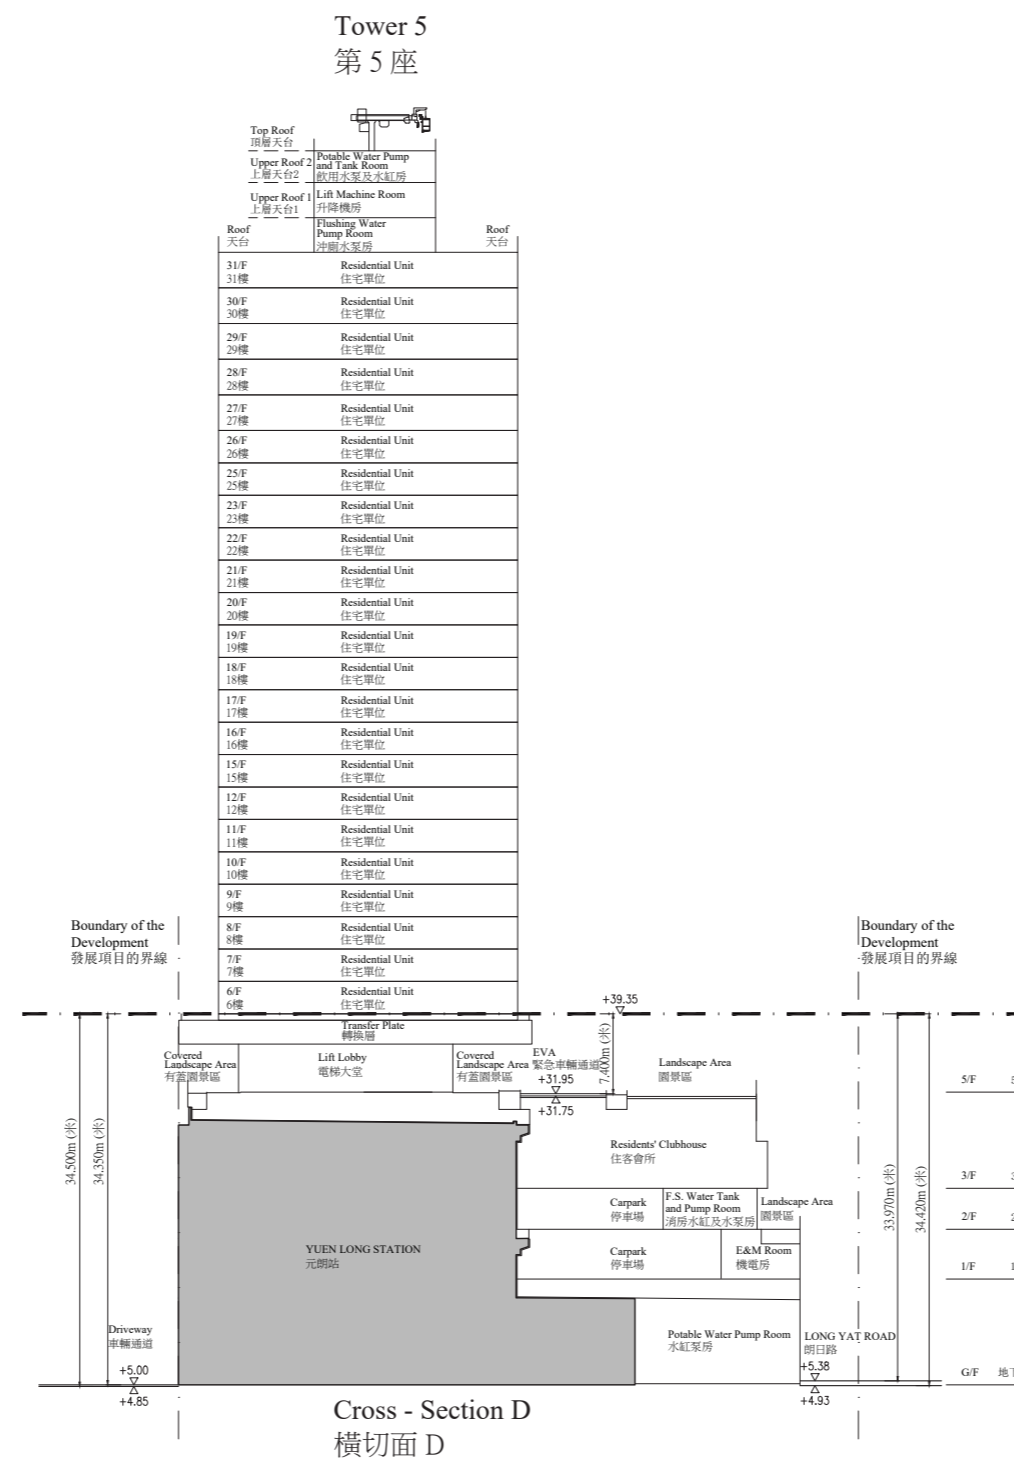 Tower 5
第 5 座
Top Roof
頂層天台
Upper Roof 2
上層天台2
Potable Water Pump
and Tank Room
飲用水泵及水缸房
Upper Roof 1
上層天台1
Lift Machine Room
升降機房
Roof
天台
Flushing Water
Pump Room
沖廁水泵房
Roof
天台
31/F Residential Unit
31樓 住宅單位
30/F Residential Unit
30樓 住宅單位
29/F Residential Unit
29樓 住宅單位
28/F Residential Unit
28樓 住宅單位
27/F Residential Unit
27樓 住宅單位
26/F Residential Unit
26樓 住宅單位
25/F Residential Unit
25樓 住宅單位
23/F Residential Unit
23樓 住宅單位
22/F Residential Unit
22樓 住宅單位
21/F Residential Unit
21樓 住宅單位
20/F Residential Unit
20樓 住宅單位
19/F Residential Unit
19樓 住宅單位
18/F Residential Unit
18樓 住宅單位
17/F Residential Unit
17樓 住宅單位
16/F Residential Unit
16樓 住宅單位
15/F Residential Unit
15樓 住宅單位
12/F Residential Unit
12樓 住宅單位
11/F Residential Unit
11樓 住宅單位
10/F Residential Unit
10樓 住宅單位
9/F Residential Unit
9樓 住宅單位
8/F Residential Unit
8樓 住宅單位
7/F Residential Unit
7樓 住宅單位
6/F Residential Unit
6樓 住宅單位
Boundary of the
Development
發展項目的界線
Boundary of the
Development
發展項目的界線
+39.35
Transfer Plate
轉換層
Covered
Landscape Area
有蓋園景區
Lift Lobby
電梯大堂
Covered
Landscape Area
有蓋園景區
EVA
緊急車輛通道
+31.95
+31.75
7.400m (米)
Landscape Area
園景區
5/F
34.500m (米)
34.350m (米)
Residents' Clubhouse
住客會所
33.970m (米)
34.420m (米)
3/F
Carpark
停車場
F.S. Water Tank
and Pump Room
消房水缸及水泵房
Landscape Area
園景區
2/F
YUEN LONG STATION
元朗站
Carpark
停車場
E&M Room
機電房
1/F
Driveway
車輛通道
+5.00
+4.85
Potable Water Pump Room
水缸泵房
LONG YAT ROAD
朗日路
+5.38
+4.93
G/F 地
Cross - Section D
橫切面 D